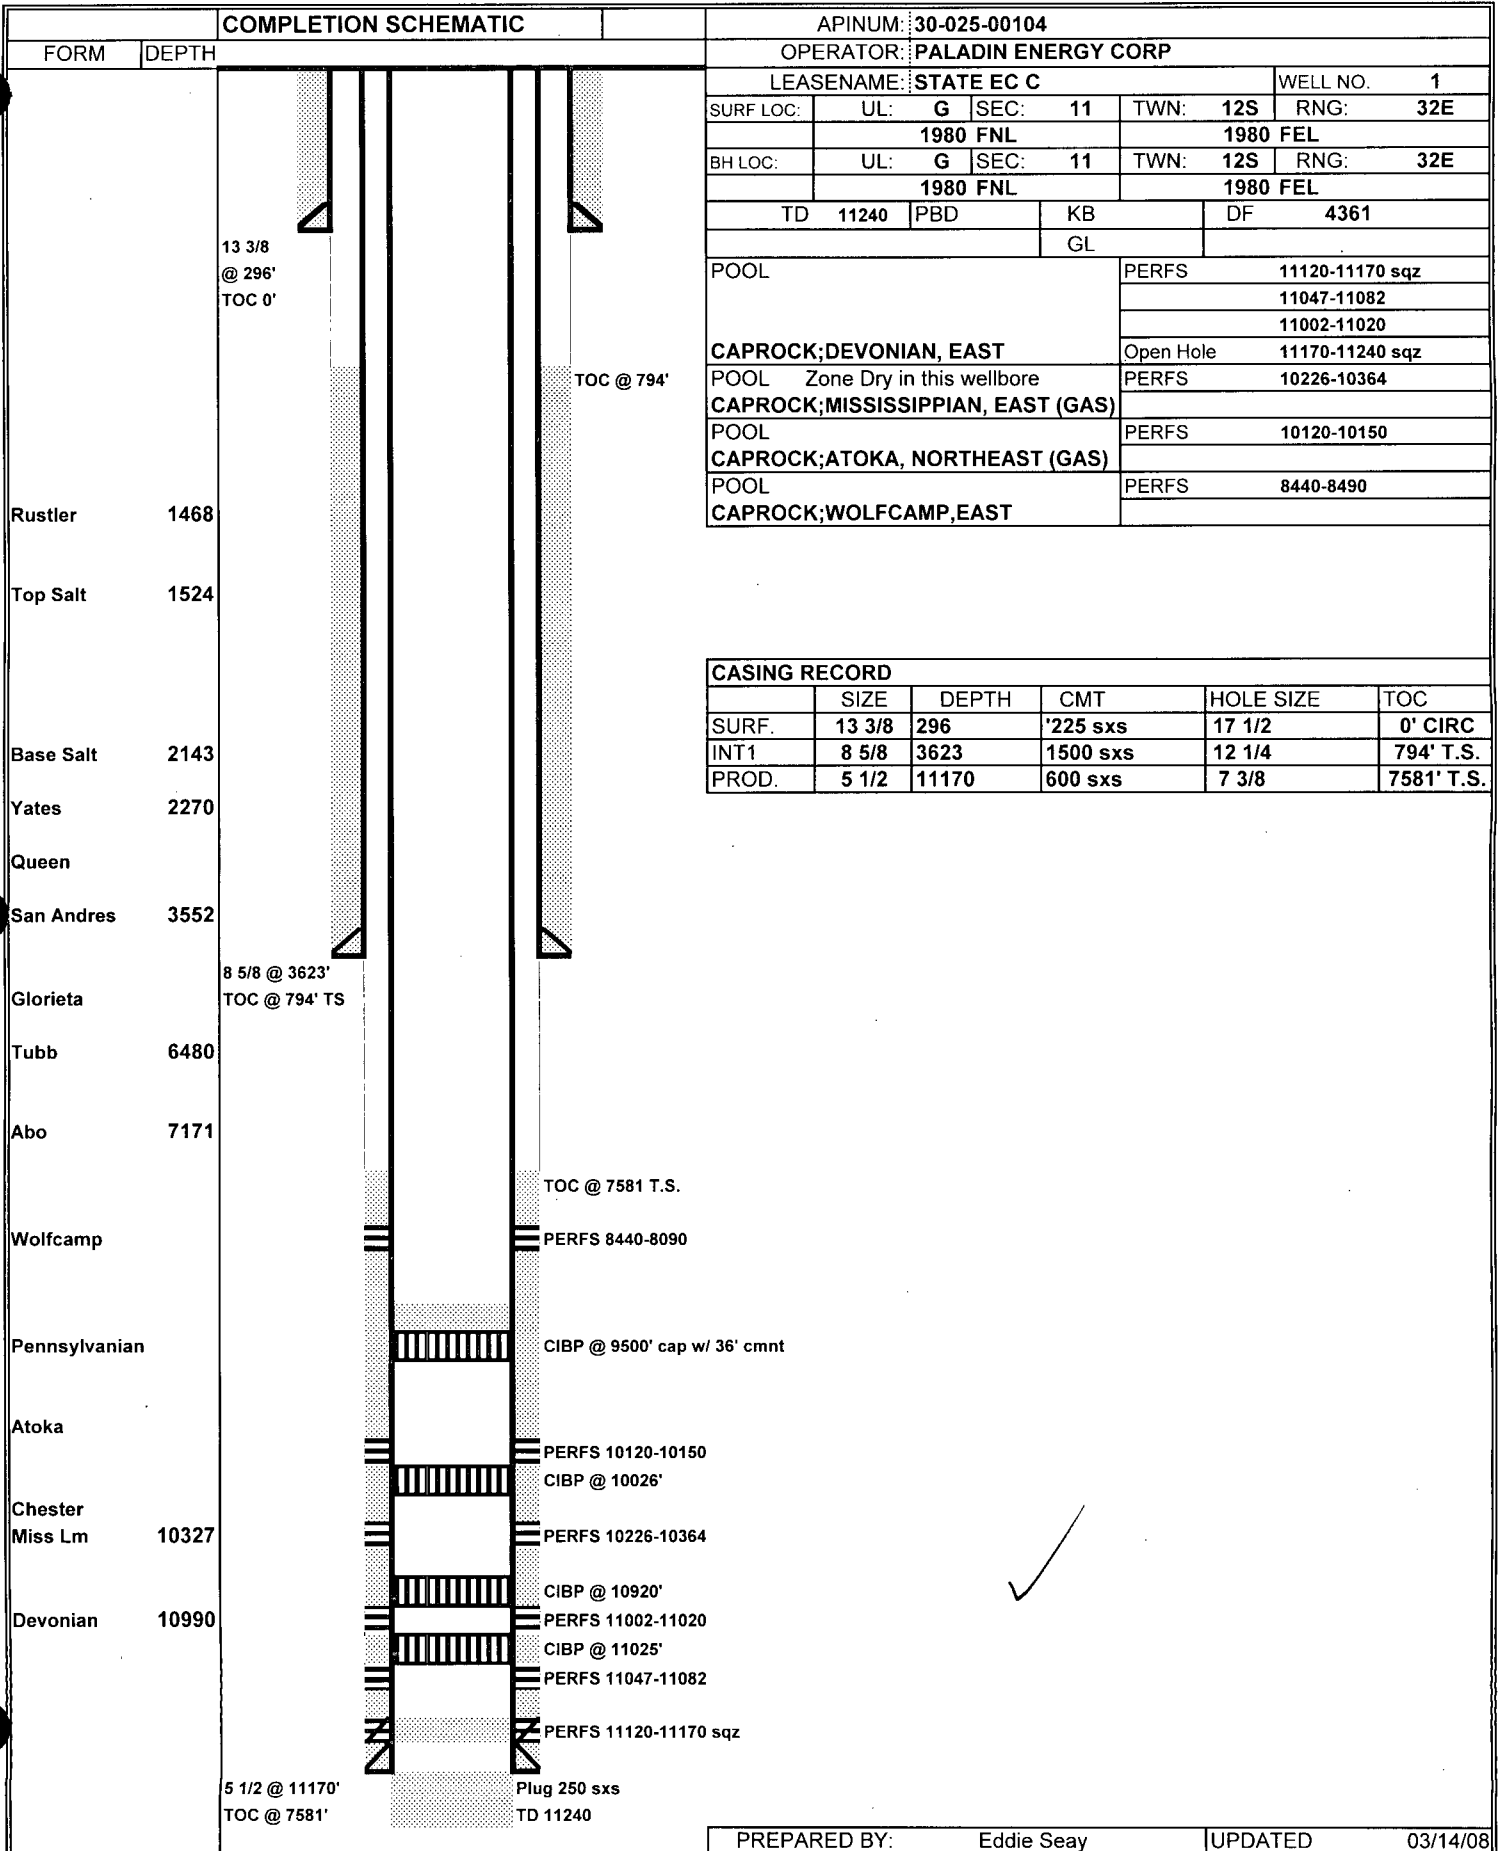 COMPLETION SCHEMATIC
FORM DEPTH
APINUM: 30-025-00104
OPERATOR: PALADIN ENERGY CORP
LEASENAME: STATE EC C WELL NO. 1
SURF LOC: UL: G SEC: 11 TWN: 12S RNG: 32E
1980 FNL 1980 FEL
BH LOC: UL: G SEC: 11 TWN: 12S RNG: 32E
1980 FNL 1980 FEL
TD 11240 PBD KB DF 4361
GL
POOL PERFS 11120-11170 sqz
11047-11082
11002-11020
CAPROCK;DEVONIAN, EAST Open Hole 11170-11240 sqz
POOL Zone Dry in this wellbore PERFS 10226-10364
CAPROCK;MISSISSIPPIAN, EAST (GAS)
POOL PERFS 10120-10150
CAPROCK;ATOKA, NORTHEAST (GAS)
POOL PERFS 8440-8490
CAPROCK;WOLFCAMP,EAST
13 3/8
@ 296'
TOC 0'
TOC @ 794'
Rustler 1468
Top Salt 1524
Base Salt 2143
Yates 2270
Queen
San Andres 3552
CASING RECORD
SIZE DEPTH CMT HOLE SIZE TOC
SURF. 13 3/8 296 '225 sxs 17 1/2 0' CIRC
INT1 8 5/8 3623 1500 sxs 12 1/4 794' T.S.
PROD. 5 1/2 11170 600 sxs 7 3/8 7581' T.S.
8 5/8 @ 3623'
Glorieta TOC @ 794' TS
Tubb 6480
Abo 7171
TOC @ 7581 T.S.
Wolfcamp PERFS 8440-8090
Pennsylvanian CIBP @ 9500' cap w/ 36' cmnt
Atoka
PERFS 10120-10150
CIBP @ 10026'
Chester
Miss Lm 10327 PERFS 10226-10364
CIBP @ 10920'
Devonian 10990 PERFS 11002-11020
CIBP @ 11025'
PERFS 11047-11082
PERFS 11120-11170 sqz
5 1/2 @ 11170' Plug 250 sxs
TOC @ 7581' TD 11240
PREPARED BY: Eddie Seay UPDATED 03/14/08